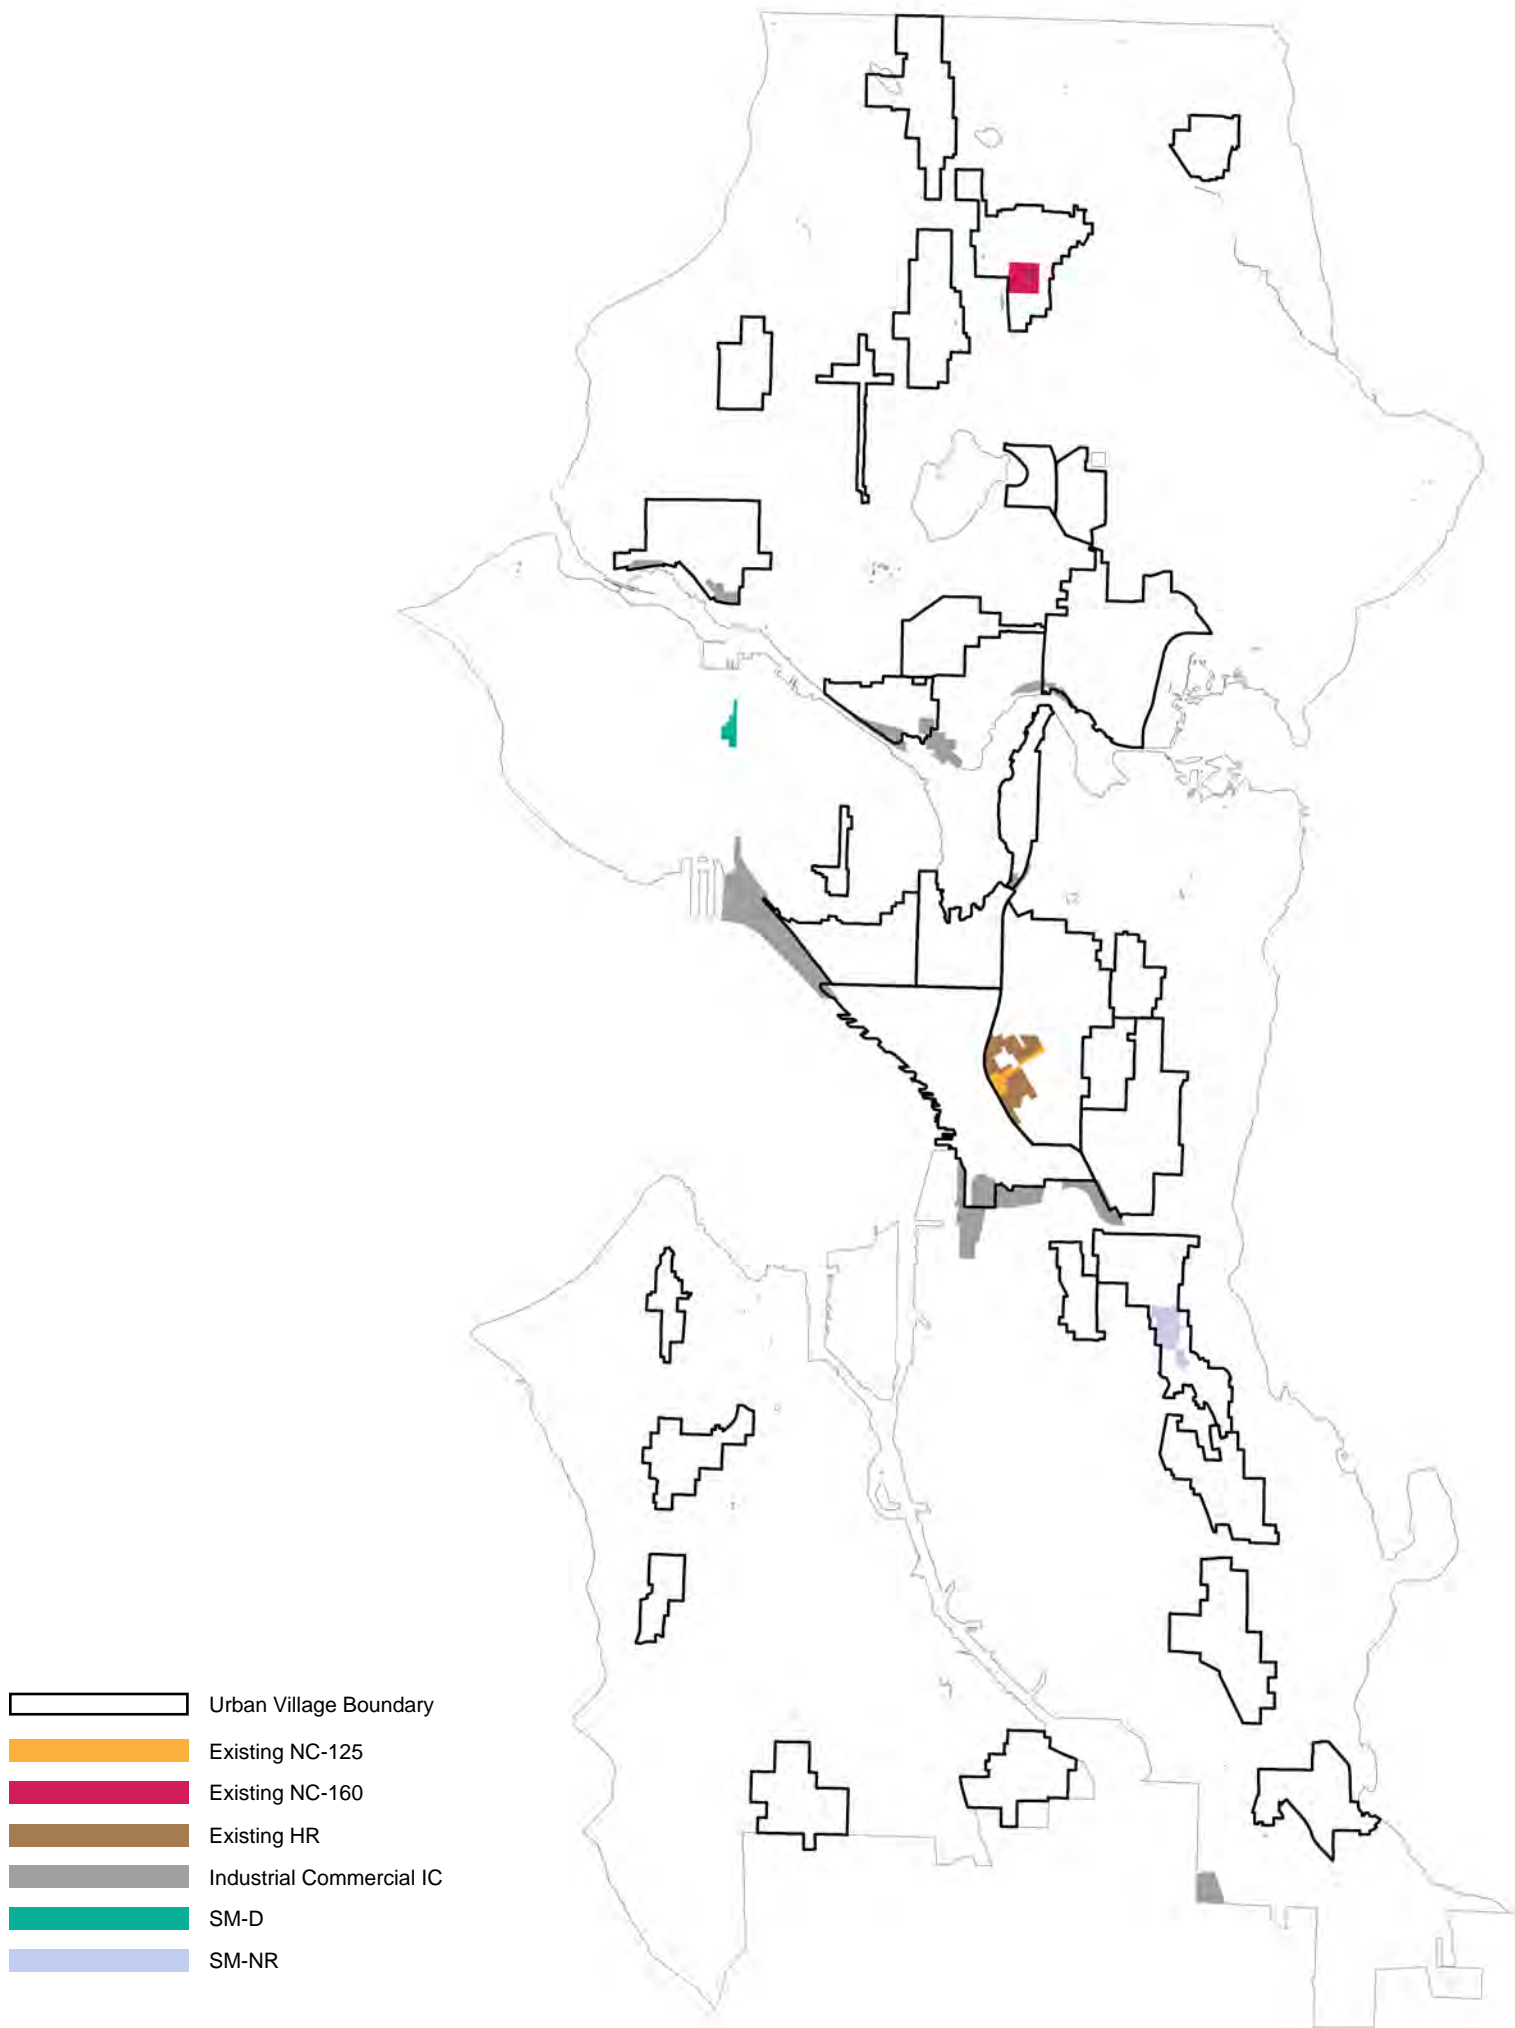 Urban Village Boundary
Existing NC-125
Existing NC-160
Existing HR
Industrial Commercial IC
SM-D
SM-NR